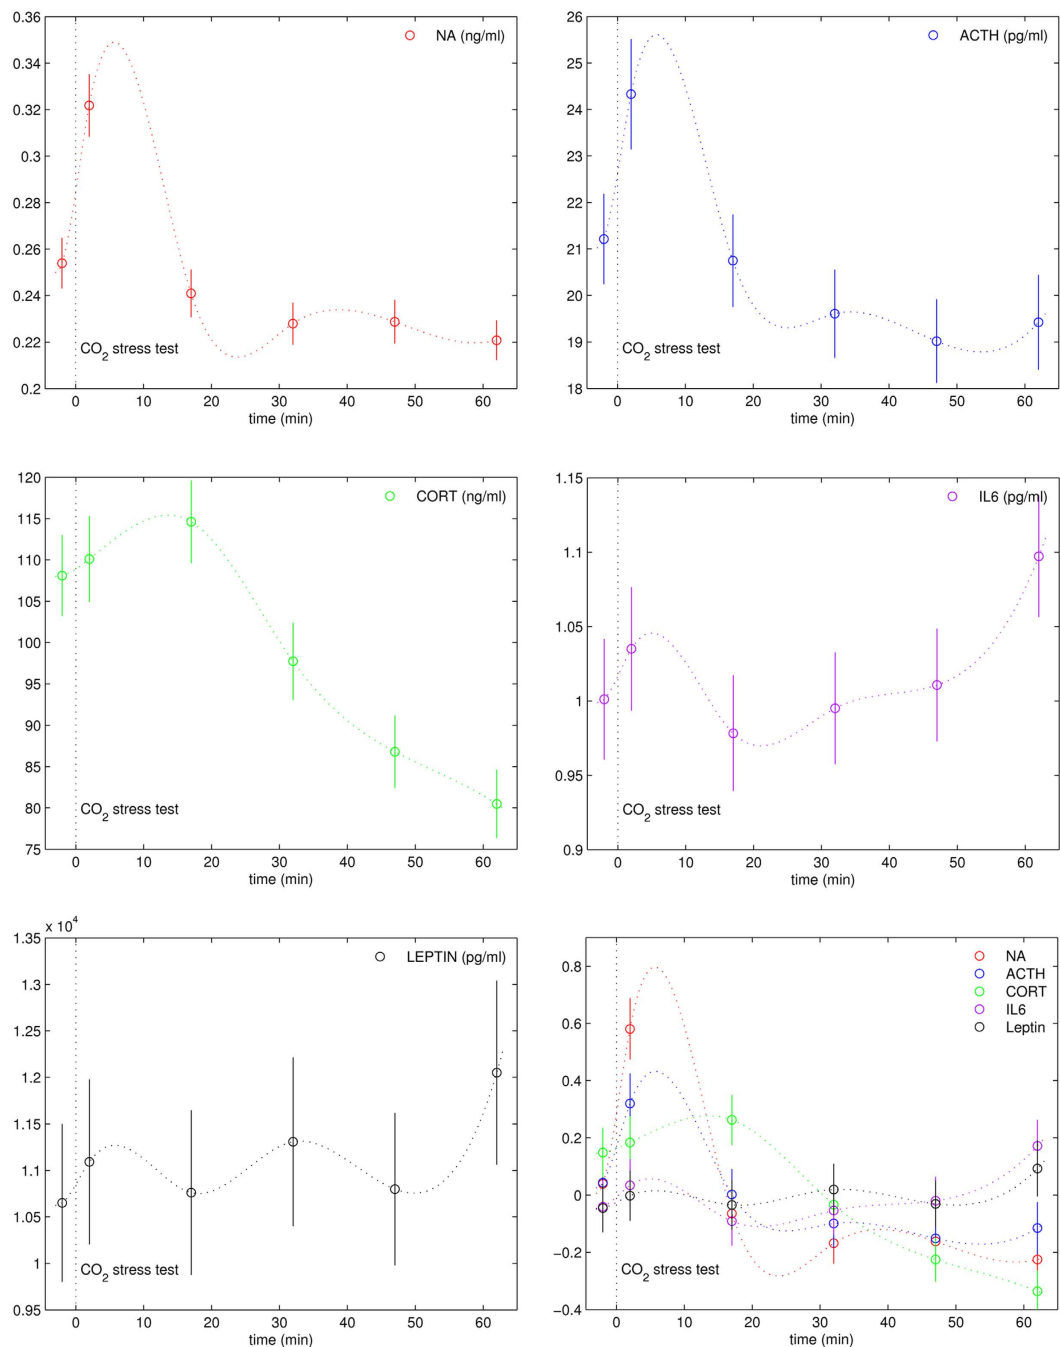 0.36
0.34
0.32
0.3
0.28
0.26
0.24
0.22
0.2
NA (ng/ml)
CO2 stress test
0 10 20 30 40 50 60
time (min)
26
25
24
23
22
21
20
19
18
ACTH (pg/ml)
CO2 stress test
0 10 20 30 40 50 60
time (min)
120
115
110
105
100
95
90
85
80
75
CORT (ng/ml)
CO2 stress test
0 10 20 30 40 50 60
time (min)
1.15
1.1
1.05
1
0.95
0.9
IL6 (pg/ml)
CO2 stress test
0 10 20 30 40 50 60
time (min)
x 10^4
1.35
1.3
1.25
1.2
1.15
1.1
1.05
1
0.95
LEPTIN (pg/ml)
CO2 stress test
0 10 20 30 40 50 60
time (min)
0.8
0.6
0.4
0.2
0
−0.2
−0.4
NA
ACTH
CORT
IL6
Leptin
CO2 stress test
0 10 20 30 40 50 60
time (min)